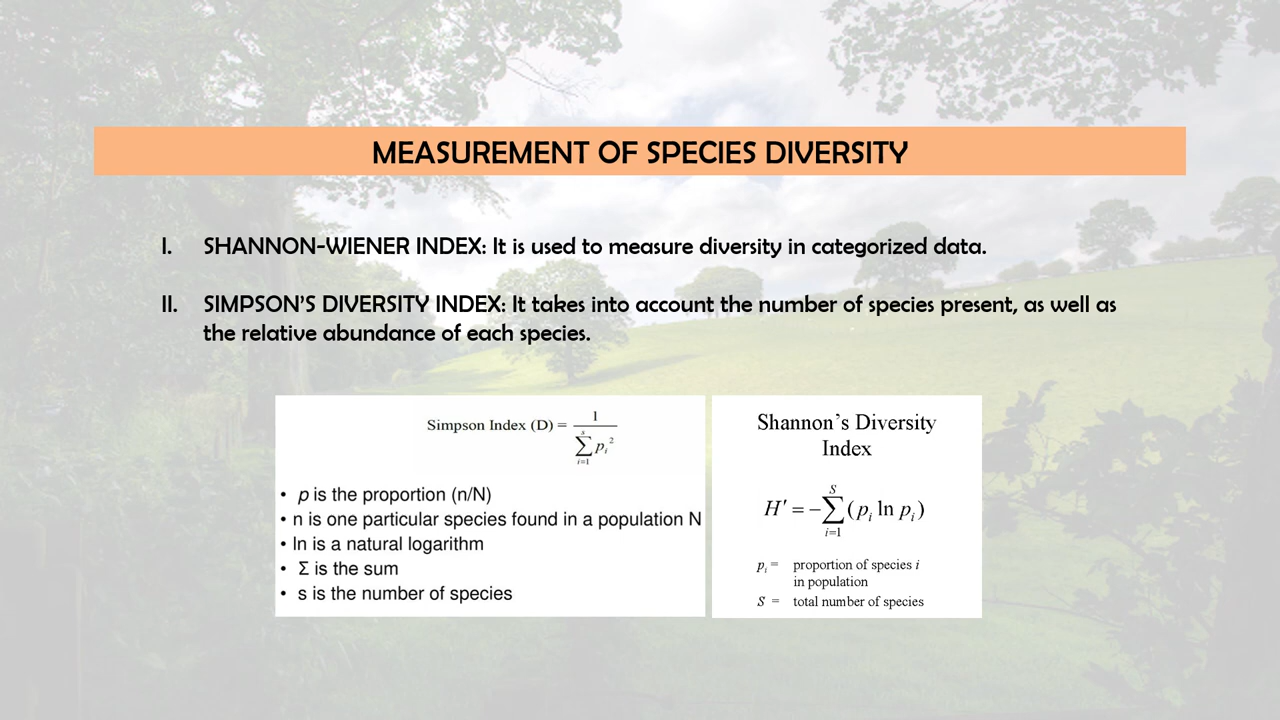 MEASUREMENT OF SPECIES DIVERSITY
I. SHANNON-WIENER INDEX: It is used to measure diversity in categorized data.
II. SIMPSON'S DIVERSITY INDEX: It takes into account the number of species present, as well as
the relative abundance of each species.
Simpson Index (D) = 1 / s∑i=1 pᵢ²
• p is the proportion (n/N)
• n is one particular species found in a population N
• ln is a natural logarithm
• Σ is the sum
• s is the number of species
Shannon's Diversity
Index
H′ = −S∑i=1 (pᵢ ln pᵢ)
pᵢ = proportion of species i
in population
S = total number of species